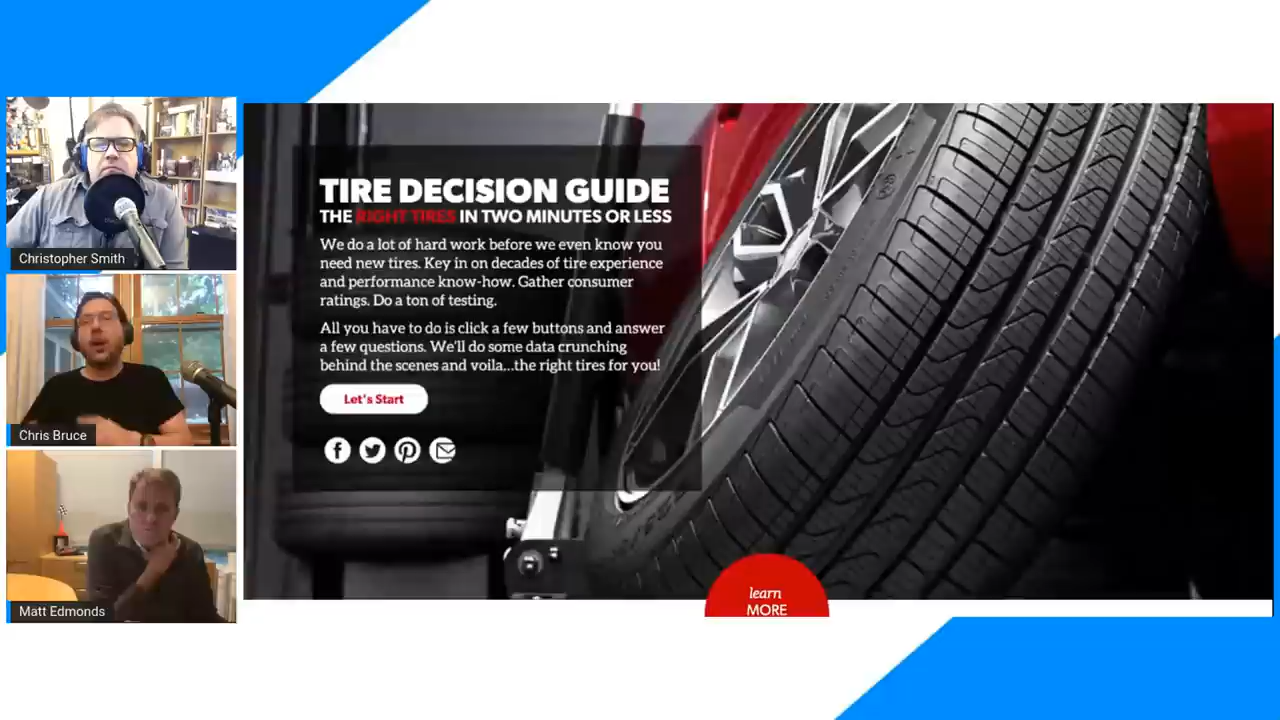 Christopher Smith
Chris Bruce
Matt Edmonds
TIRE DECISION GUIDE
THE RIGHT TIRES IN TWO MINUTES OR LESS
We do a lot of hard work before we even know you
need new tires. Key in on decades of tire experience
and performance know-how. Gather consumer
ratings. Do a ton of testing.
All you have to do is click a few buttons and answer
a few questions. We'll do some data crunching
behind the scenes and voila...the right tires for you!
Let's Start
learn
MORE